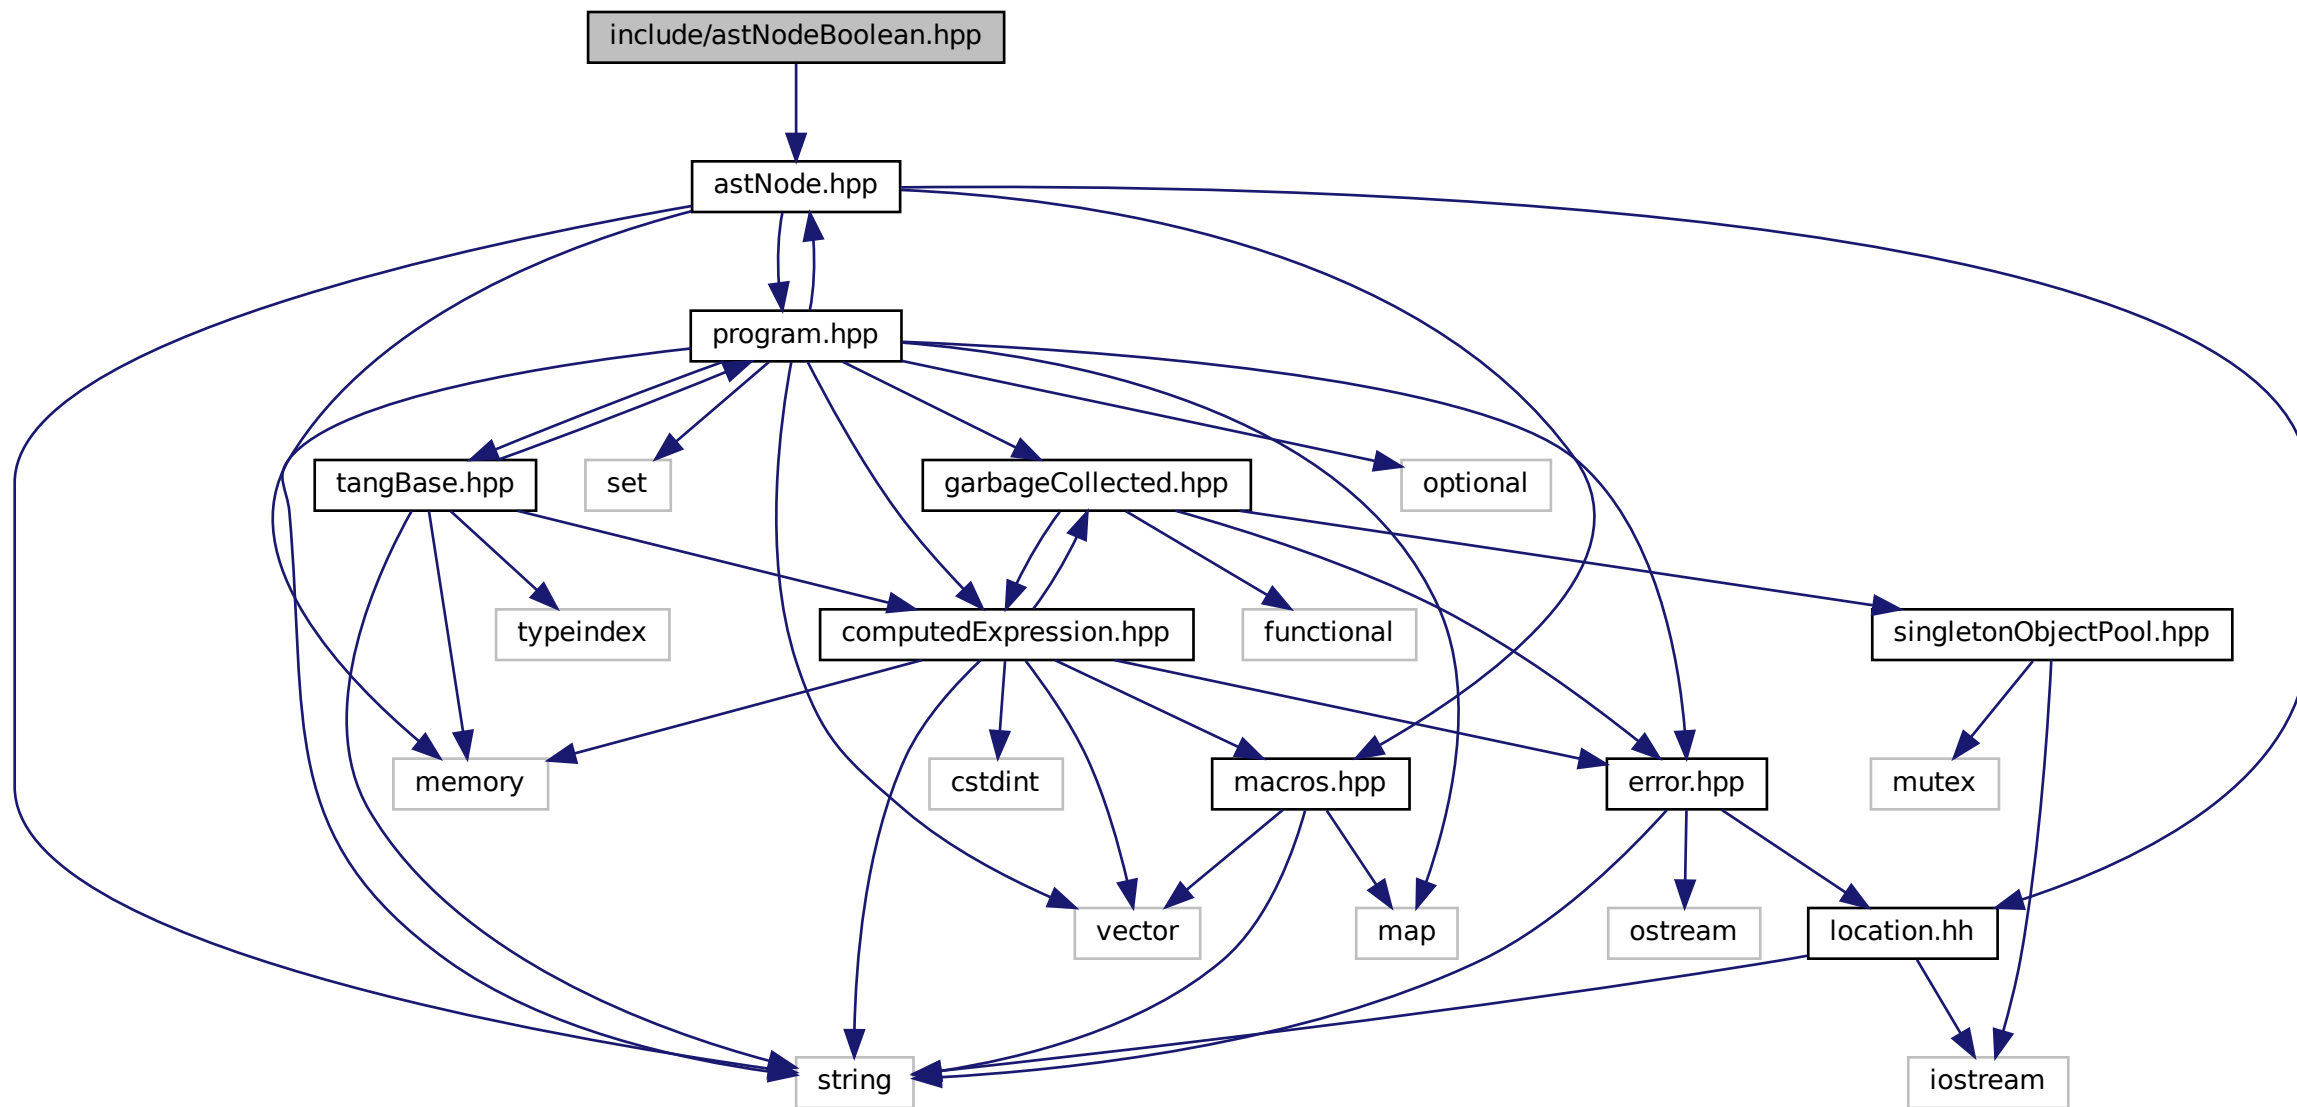 include/astNodeBoolean.hpp
astNode.hpp
program.hpp
tangBase.hpp
set
garbageCollected.hpp
optional
typeindex
computedExpression.hpp
functional
singletonObjectPool.hpp
memory
cstdint
macros.hpp
error.hpp
mutex
vector
map
ostream
location.hh
string
iostream